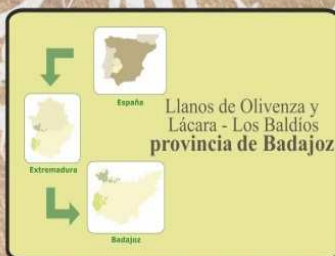 España
Llanos de Olivenza y
Lácara - Los Baldíos
provincia de Badajoz
Extremadura
Badajoz